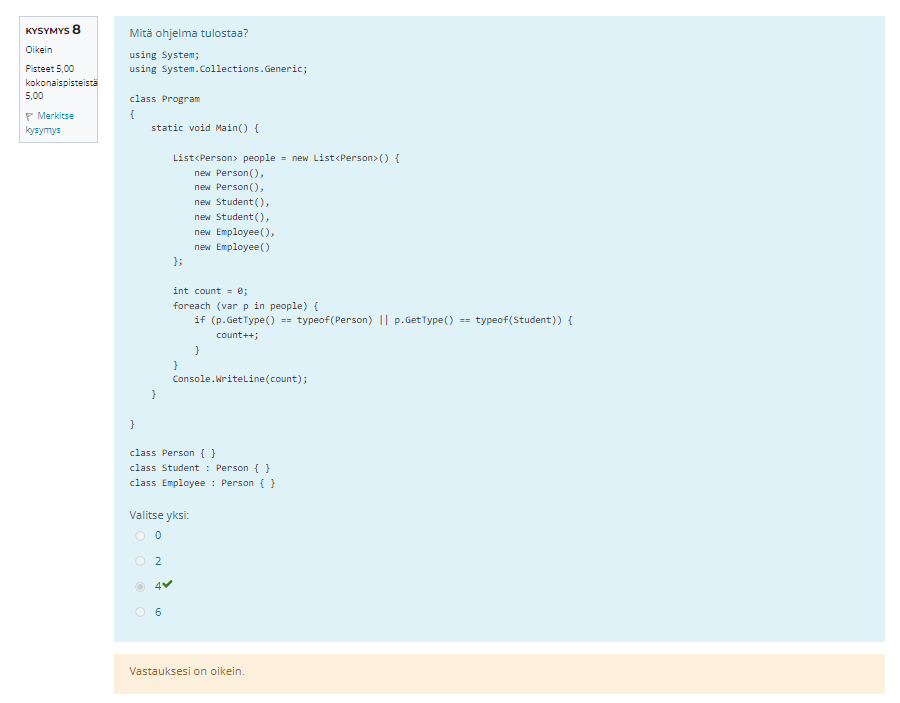 KYSYMYS 8
Oikein
Pisteet 5,00
kokonaispisteistä
5,00
Merkitse
kysymys
Mitä ohjelma tulostaa?
using System;
using System.Collections.Generic;
class Program
{
    static void Main() {
        List<Person> people = new List<Person>() {
            new Person(),
            new Person(),
            new Student(),
            new Student(),
            new Employee(),
            new Employee()
        };
        int count = 0;
        foreach (var p in people) {
            if (p.GetType() == typeof(Person) || p.GetType() == typeof(Student)) {
                count++;
            }
        }
        Console.WriteLine(count);
    }
}
class Person { }
class Student : Person { }
class Employee : Person { }
Valitse yksi:
0
2
4
6
Vastauksesi on oikein.